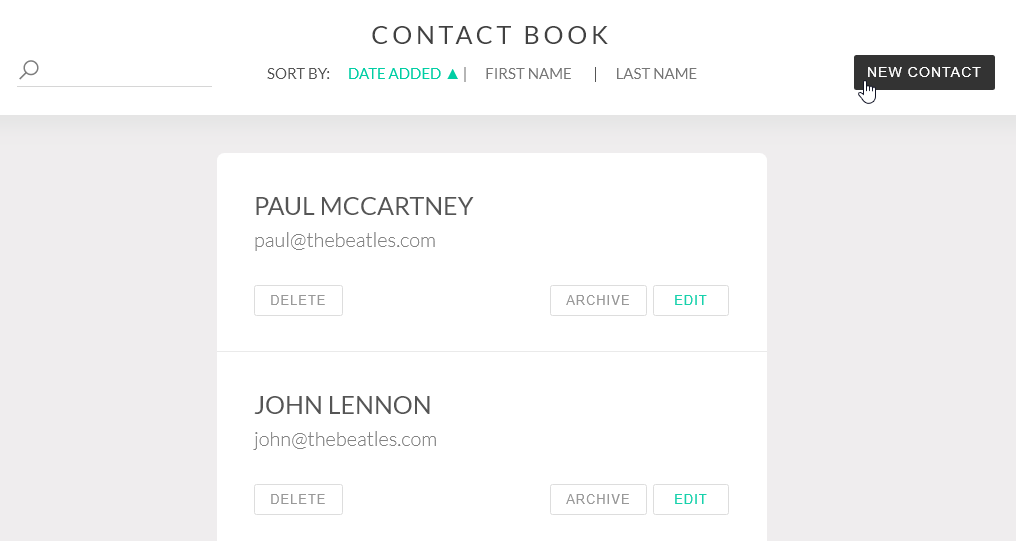 CONTACT BOOK
SORT BY: DATE ADDED ▲ | FIRST NAME | LAST NAME
NEW CONTACT
PAUL MCCARTNEY
paul@thebeatles.com
DELETE ARCHIVE EDIT
JOHN LENNON
john@thebeatles.com
DELETE ARCHIVE EDIT